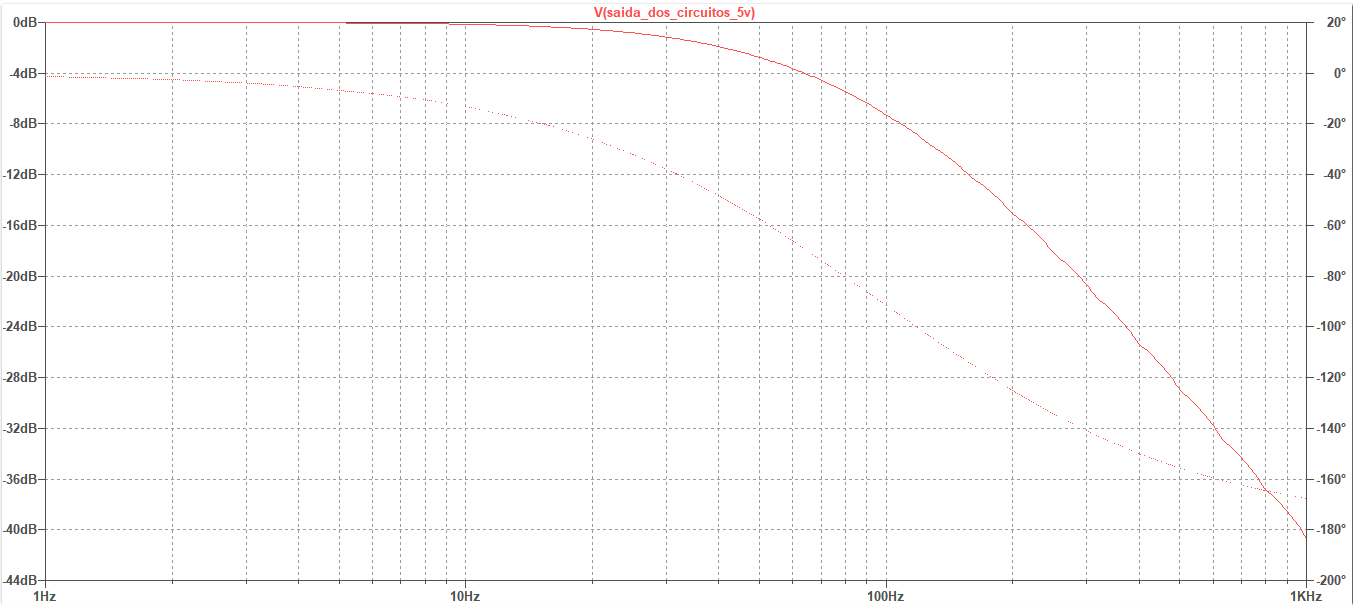 V(saida_dos_circuitos_5v)
0dB 20°
-4dB 0°
-8dB -20°
-12dB -40°
-16dB -60°
-20dB -80°
-24dB -100°
-28dB -120°
-32dB -140°
-36dB -160°
-40dB -180°
-44dB -200°
1Hz 10Hz 100Hz 1KHz